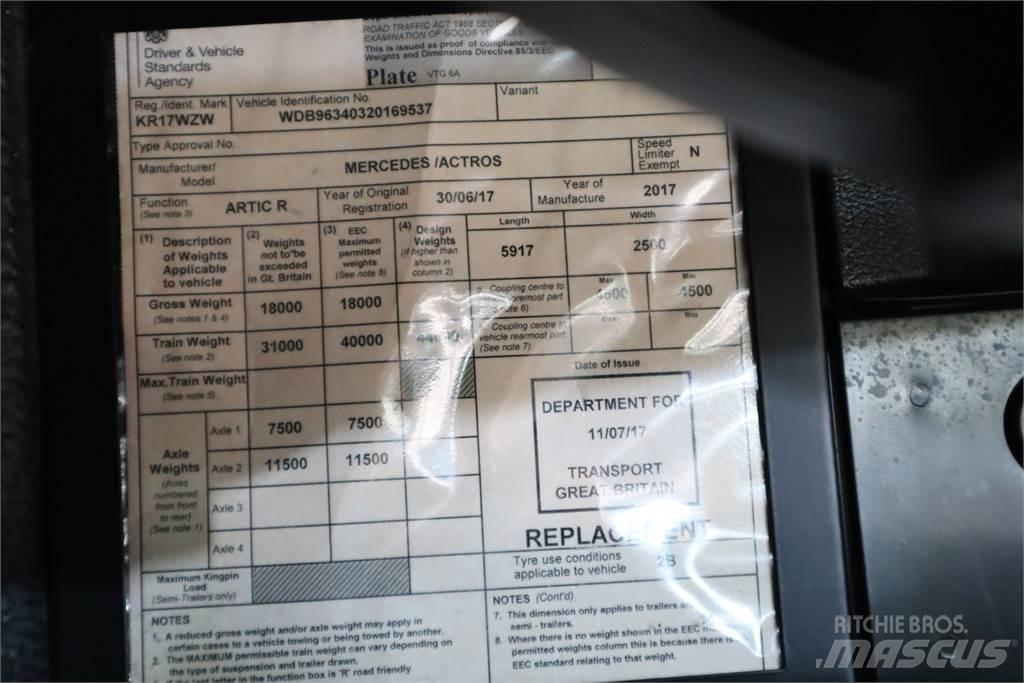 Driver & Vehicle
Standards
Agency
ROAD TRAFFIC ACT 1988
EXAMINATION OF GOODS
This is issued as proof of compliance
Weights and Dimensions Directive 85/3/EEC
Plate VTG 6A
Reg./Ident. Mark
KR17WZW
Vehicle Identification No.
WDB96340320169537
Variant
Type Approval No.
Manufacturer/
Model
MERCEDES /ACTROS
Speed
Limiter
Exempt
N
Function
(See note 3)
ARTIC R
Year of Original
Registration
30/06/17
Year of
Manufacture
2017
(1) Description
of Weights
Applicable
to vehicle
(2) Weights
not to be
exceeded
in Gt. Britain
(3) EEC
Maximum
permitted
weights
(See note 8)
(4) Design
Weights
(If higher than
shown in
column 2)
Length
5917
Width
2500
Gross Weight
(See notes 1 & 4)
18000
18000
Coupling centre to
part
Max
4500
Min
4500
Train Weight
(See note 2)
31000
40000
Coupling centre to
vehicle rearmost part
(See note 7)
Max
Min
Max.Train Weight
(See note 5)
Axle
Weights
(Axles
numbered
from front
to rear)
(See note 1)
Axle 1
7500
7500
Axle 2
11500
11500
Axle 3
Axle 4
Maximum Kingpin
Load
(Semi-Trailers only)
Date of Issue
DEPARTMENT FOR
11/07/17
TRANSPORT
GREAT BRITAIN
REPLACEMENT
Tyre use conditions
applicable to vehicle
2B
NOTES
1. A reduced gross weight and/or axle weight may apply in
certain cases to a vehicle towing or being towed by another.
2. The MAXIMUM permissible train weight can vary depending on
the type of suspension and trailer drawn.
letter in the function box is 'R' road friendly
NOTES (Cont'd)
7. This dimension only applies to trailers
semi - trailers.
8. Where there is no weight shown in the EEC
permitted weights column this is because there
EEC standard relating to that weight.
RITCHIE BROS.
MASCUS